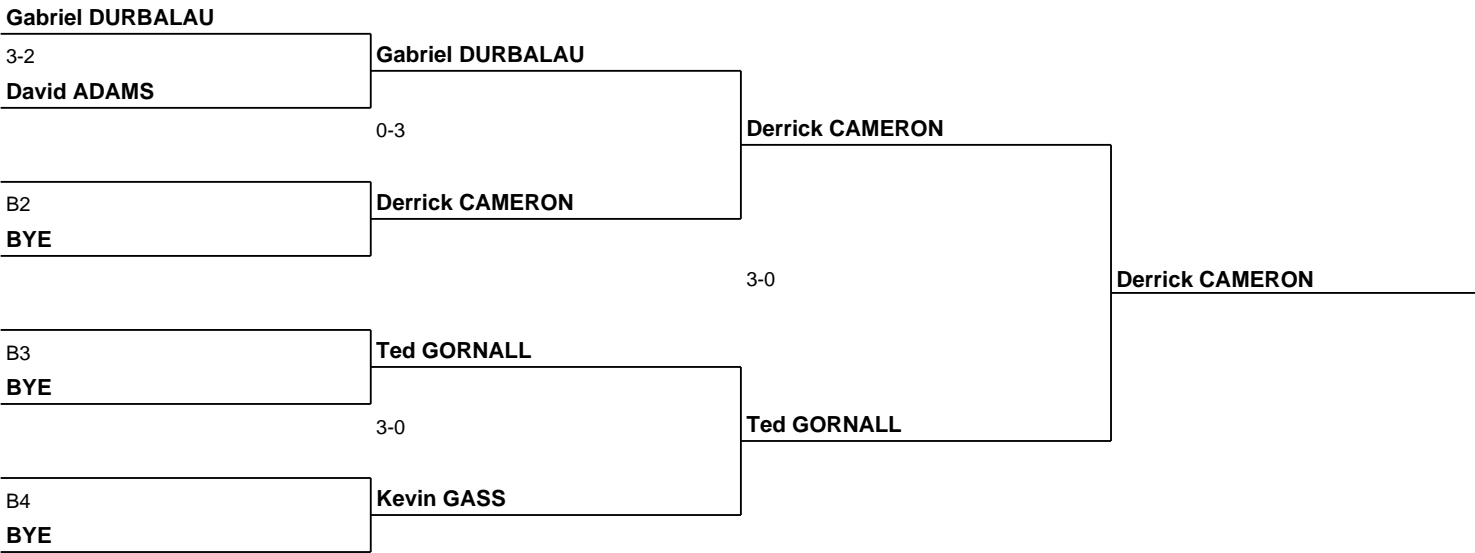 Gabriel DURBALAU
3-2
Gabriel DURBALAU
David ADAMS
0-3
Derrick CAMERON
B2
Derrick CAMERON
BYE
3-0
Derrick CAMERON
B3
Ted GORNALL
BYE
3-0
Ted GORNALL
B4
Kevin GASS
BYE